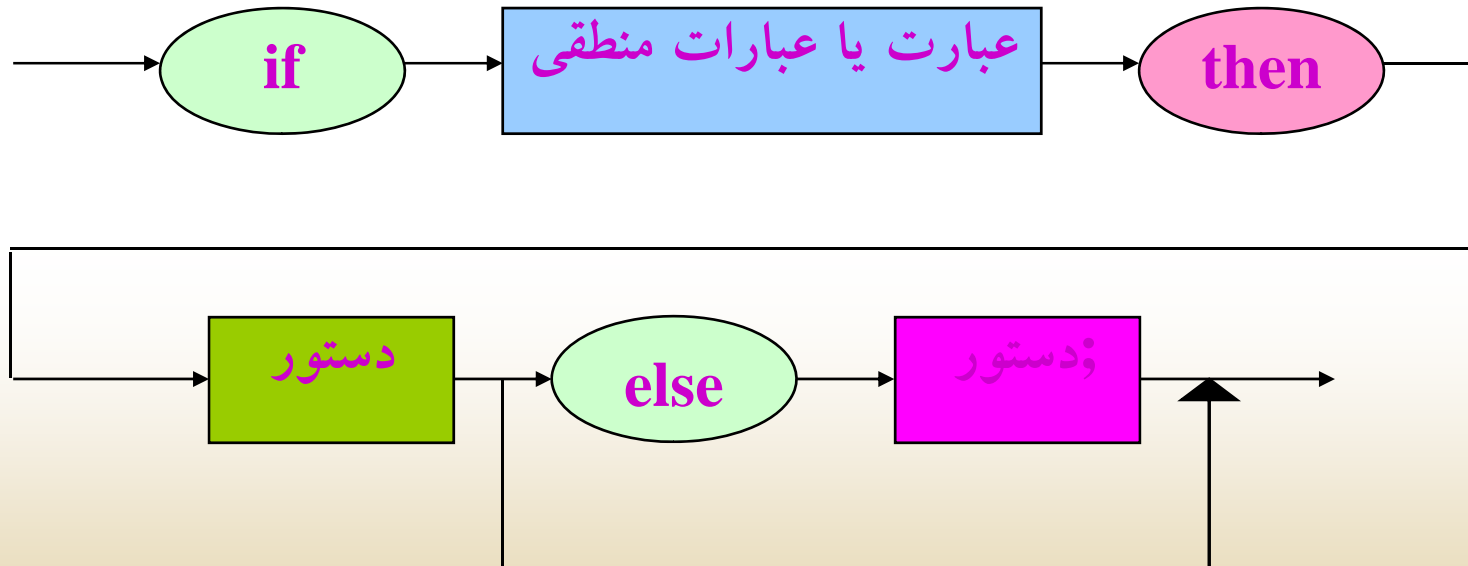 if
عبارت یا عبارات منطقی
then
دستور
else
;دستور